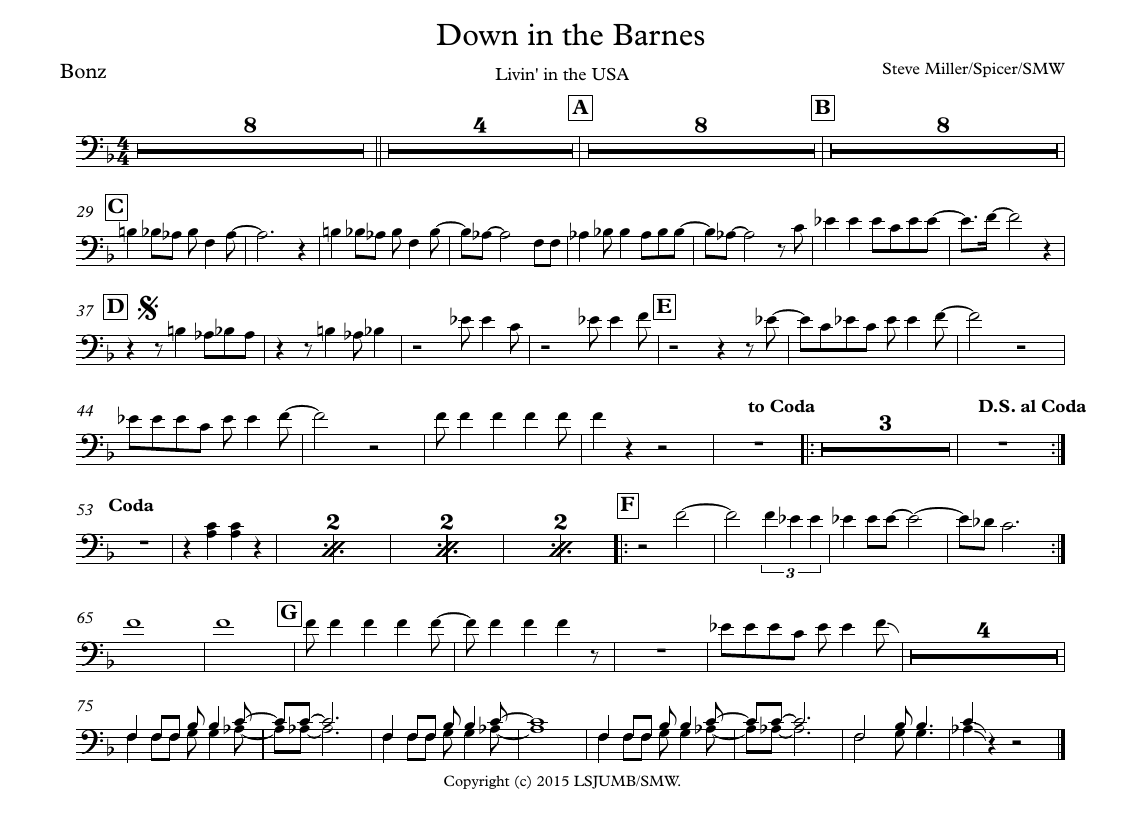 Down in the Barnes
Bonz
Livin' in the USA
Steve Miller/Spicer/SMW
A B
8 4 8 8
29 C
37 D E
44 to Coda D.S. al Coda
3
53 Coda F
2 2 2
3
65 G
4
75
Copyright (c) 2015 LSJUMB/SMW.